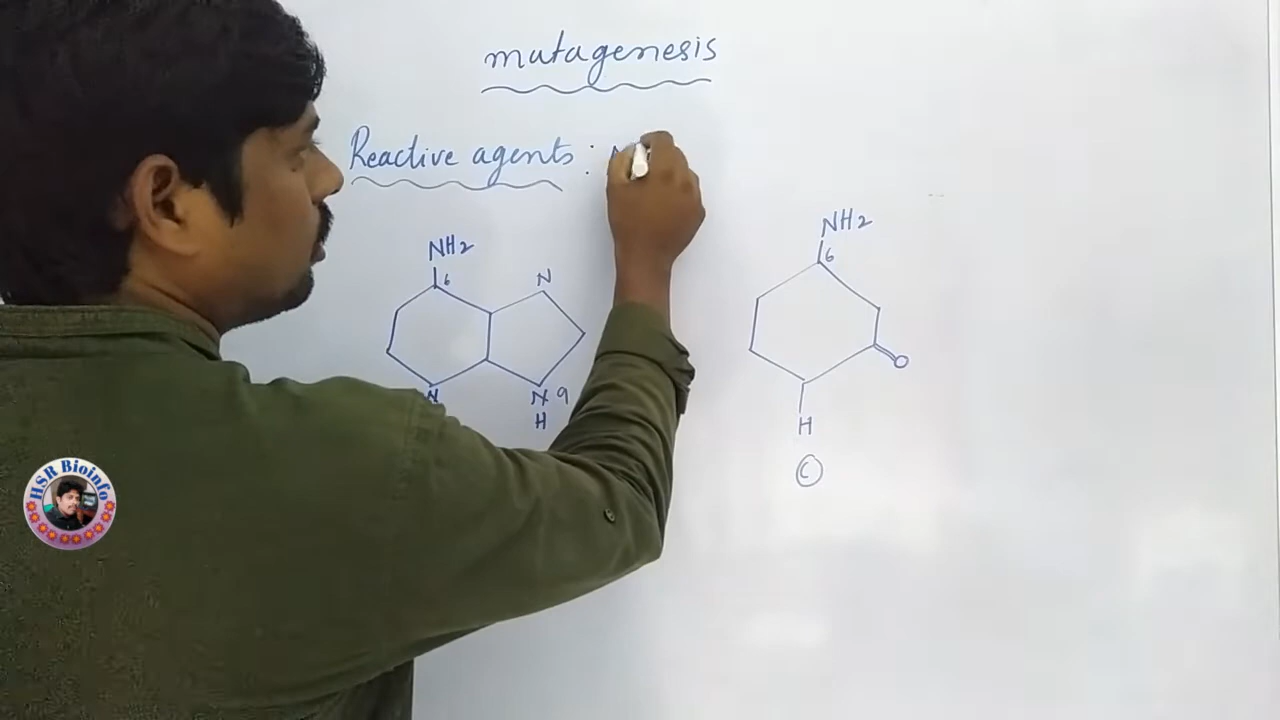 mutagenesis
Reactive agents :
NH2
6
N
N
N 9
H
NH2
6
O
H
C
HSR Bioinfo